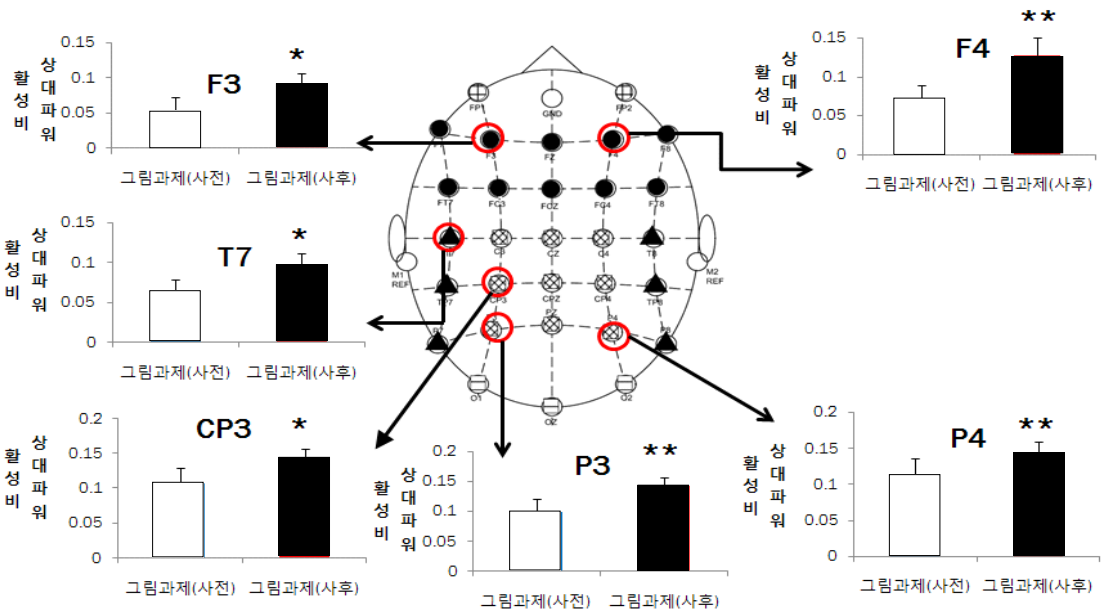 상대파워
활성비
0.15
0.1
0.05
0
F3
*
그림과제(사전)
그림과제(사후)
상대파워
활성비
0.15
0.1
0.05
0
F4
**
그림과제(사전)
그림과제(사후)
상대파워
활성비
0.15
0.1
0.05
0
T7
*
그림과제(사전)
그림과제(사후)
FP1
GND
FP2
F3
FZ
F4
F8
FT7
FC3
FCZ
FC4
FT8
C3
CZ
C4
T8
M1
REF
M2
REF
TP7
CP3
CPZ
CP4
TP8
PZ
P4
P8
O1
OZ
O2
상대파워
활성비
0.2
0.15
0.1
0.05
0
CP3
*
그림과제(사전)
그림과제(사후)
상대파워
활성비
0.2
0.15
0.1
0.05
0
P3
**
그림과제(사전)
그림과제(사후)
상대파워
활성비
0.2
0.15
0.1
0.05
0
P4
**
그림과제(사전)
그림과제(사후)